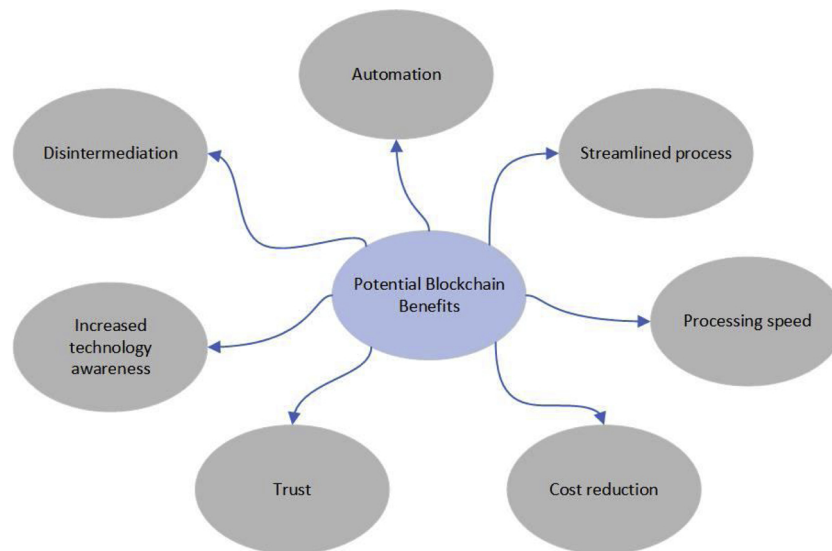 Automation
Disintermediation
Streamlined process
Potential Blockchain
Benefits
Increased
technology
awareness
Processing speed
Trust
Cost reduction